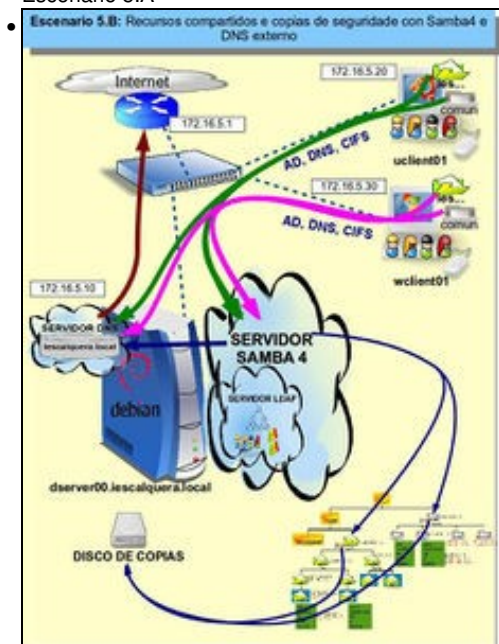 Escenario 5.B: Recursos compartidos e copias de seguridade con Samba4 e
DNS externo
Internet
172.16.5.20
172.16.5.1
comun
AD, DNS, CIFS
uclient01
172.16.5.30
comun
AD, DNS, CIFS
wclient01
172.16.5.10
SERVIDOR DNS
iescalquera.local
SERVIDOR
SAMBA 4
SERVIDOR LDAP
debian
dserver00.iescalquera.local
DISCO DE COPIAS